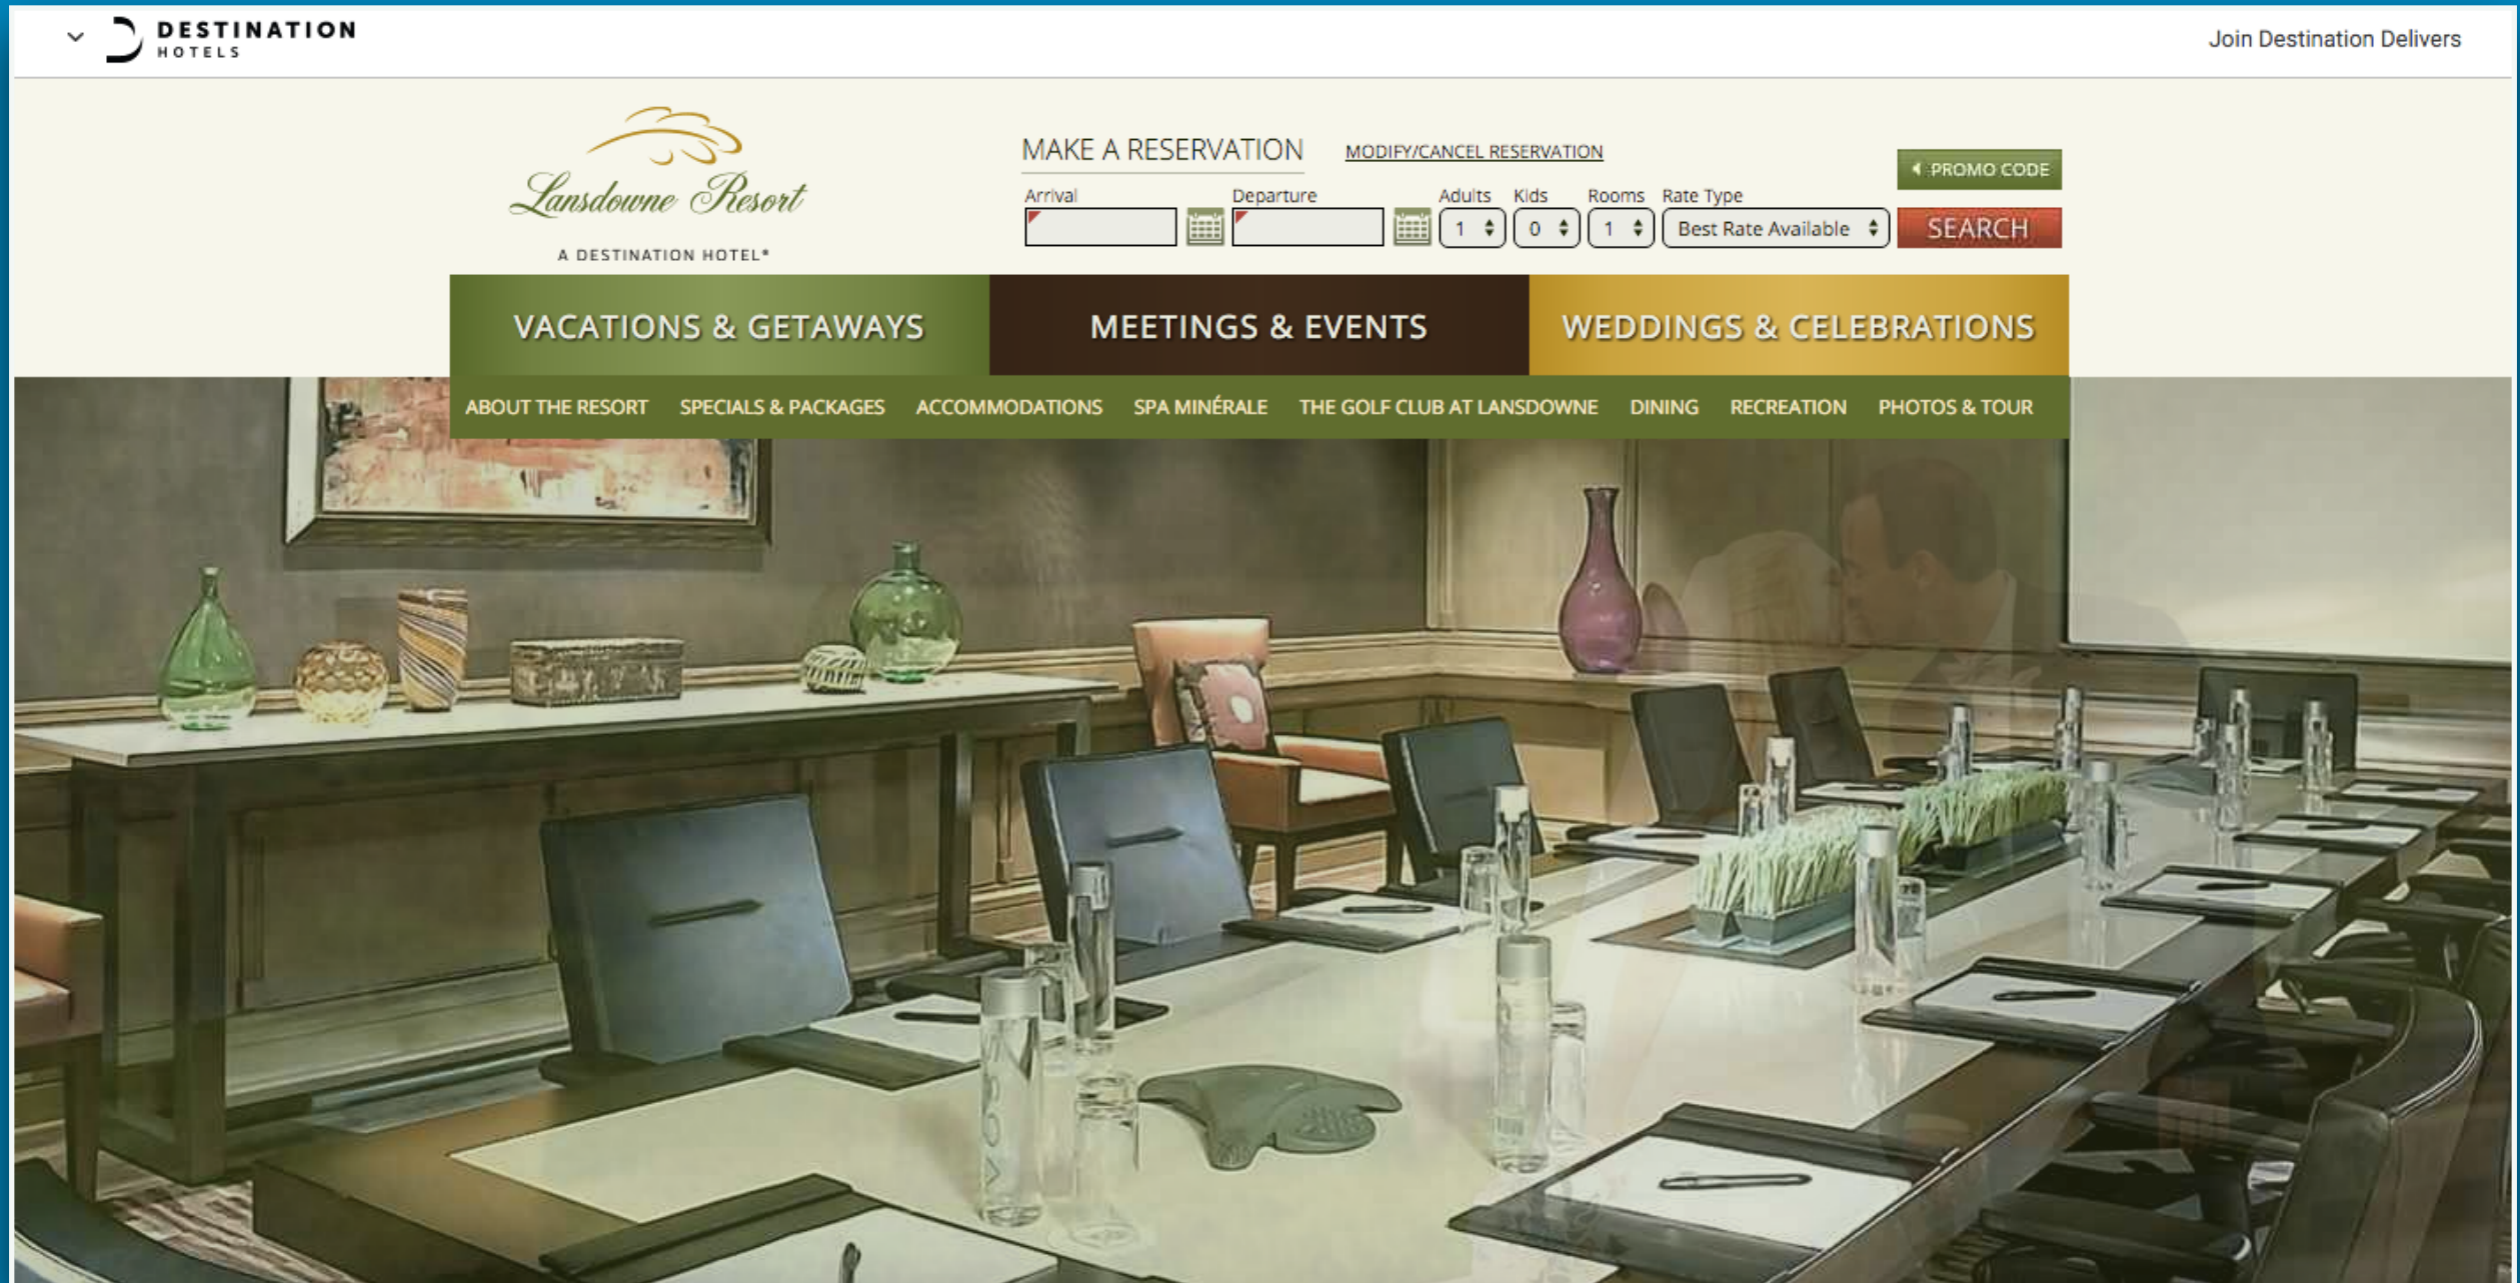 DESTINATION
HOTELS
Join Destination Delivers
Lansdowne Resort
A DESTINATION HOTEL®
MAKE A RESERVATION
MODIFY/CANCEL RESERVATION
PROMO CODE
Arrival
Departure
Adults
Kids
Rooms
Rate Type
1
0
1
Best Rate Available
SEARCH
VACATIONS & GETAWAYS
MEETINGS & EVENTS
WEDDINGS & CELEBRATIONS
ABOUT THE RESORT
SPECIALS & PACKAGES
ACCOMMODATIONS
SPA MINÉRALE
THE GOLF CLUB AT LANSDOWNE
DINING
RECREATION
PHOTOS & TOUR
VOSS